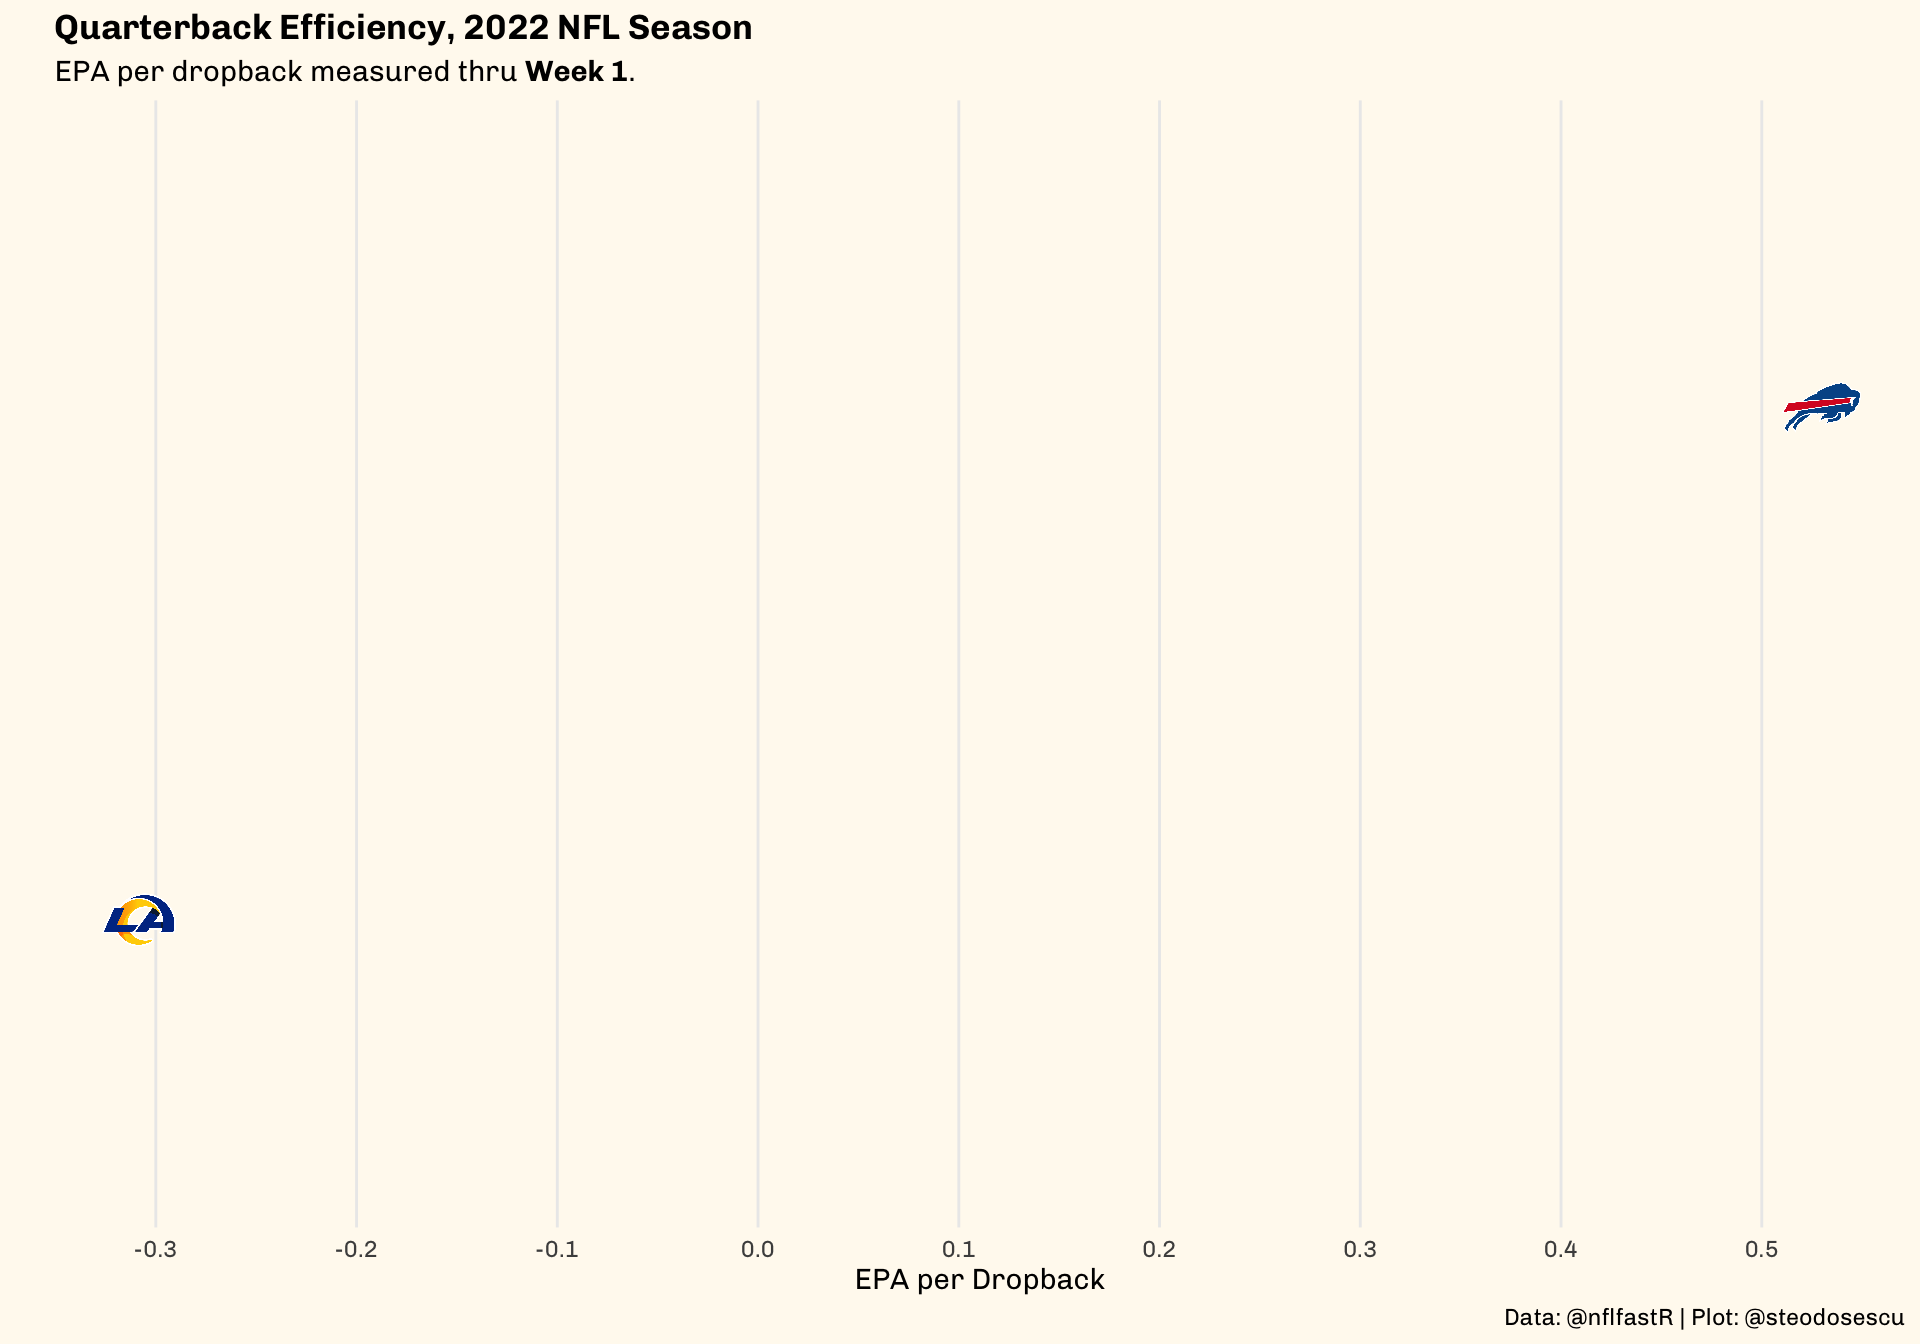 Quarterback Efficiency, 2022 NFL Season
EPA per dropback measured thru Week 1.
LA
-0.3 -0.2 -0.1 0.0 0.1 0.2 0.3 0.4 0.5
EPA per Dropback
Data: @nflfastR | Plot: @steodosescu